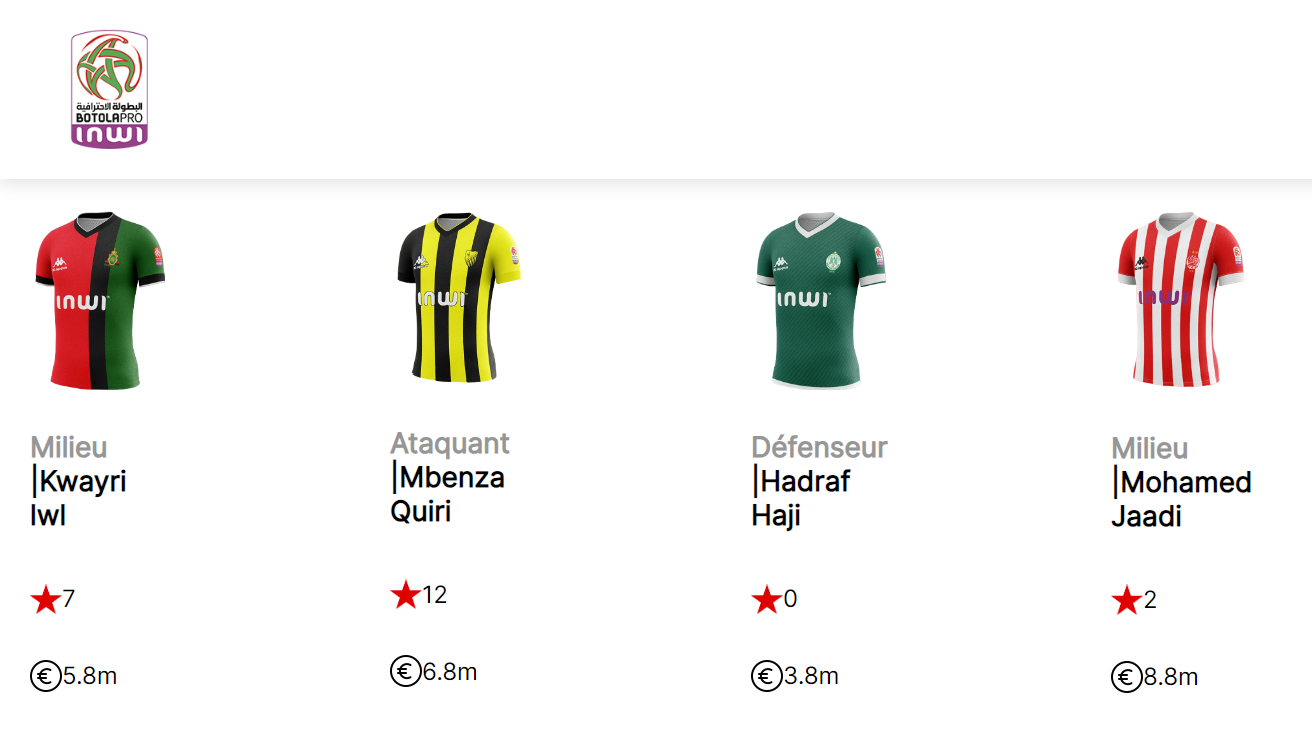 البطولة الاحترافية
BOTOLAPRO
inwi
inwi
inwi
inwi
inwi
Milieu
|Kwayri
Iwl
★7
€5.8m
Ataquant
|Mbenza
Quiri
★12
€6.8m
Défenseur
|Hadraf
Haji
★0
€3.8m
Milieu
|Mohamed
Jaadi
★2
€8.8m